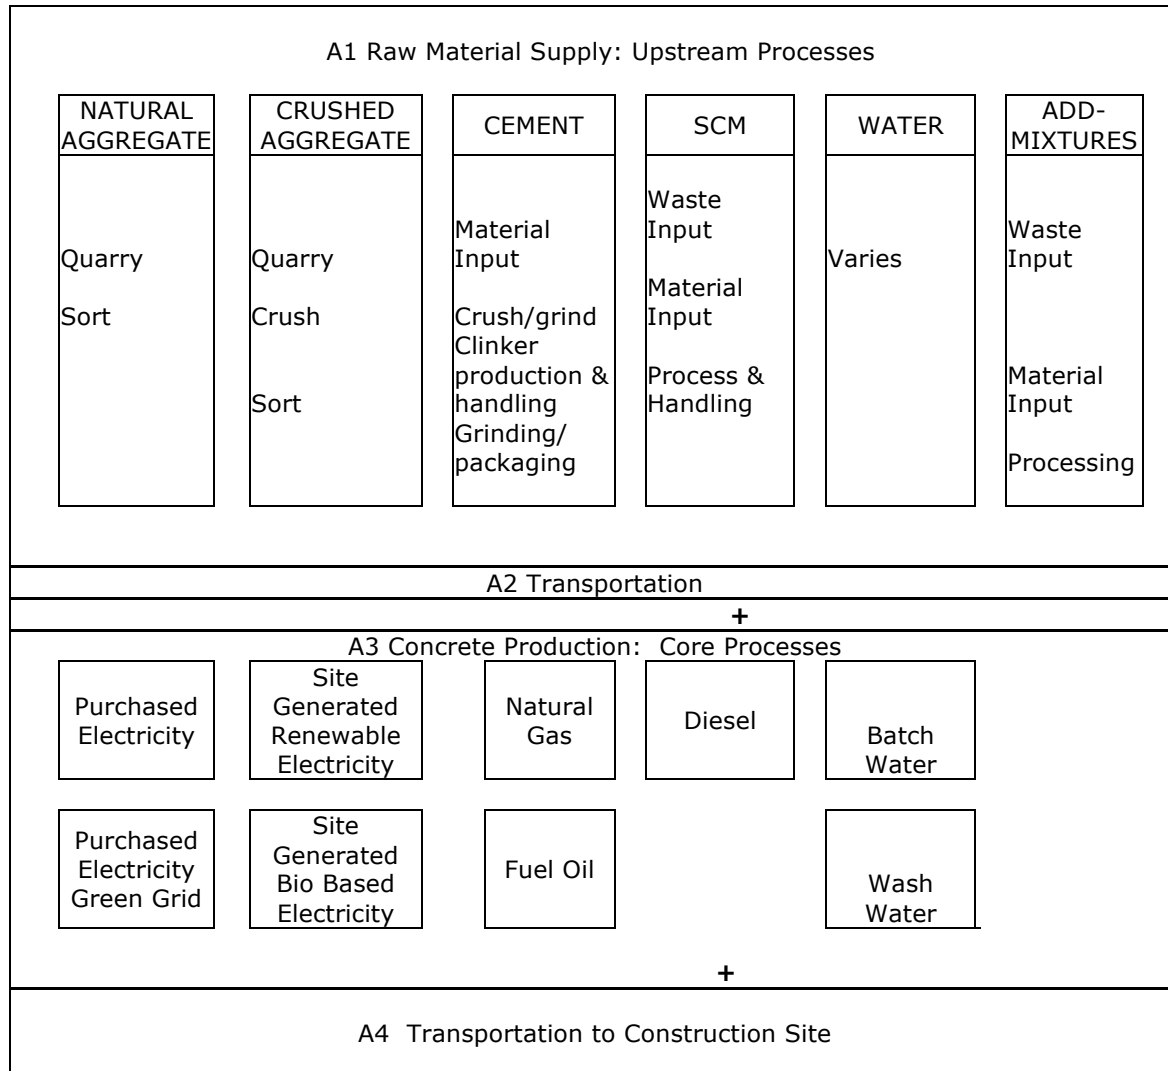 A1 Raw Material Supply: Upstream Processes
NATURAL
AGGREGATE
Quarry
Sort
CRUSHED
AGGREGATE
Quarry
Crush
Sort
CEMENT
Material
Input
Crush/grind
Clinker
production &
handling
Grinding/
packaging
SCM
Waste
Input
Material
Input
Process &
Handling
WATER
Varies
ADD-
MIXTURES
Waste
Input
Material
Input
Processing
A2 Transportation
+
A3 Concrete Production: Core Processes
Purchased
Electricity
Site
Generated
Renewable
Electricity
Natural
Gas
Diesel
Batch
Water
Purchased
Electricity
Green Grid
Site
Generated
Bio Based
Electricity
Fuel Oil
Wash
Water
+
A4 Transportation to Construction Site